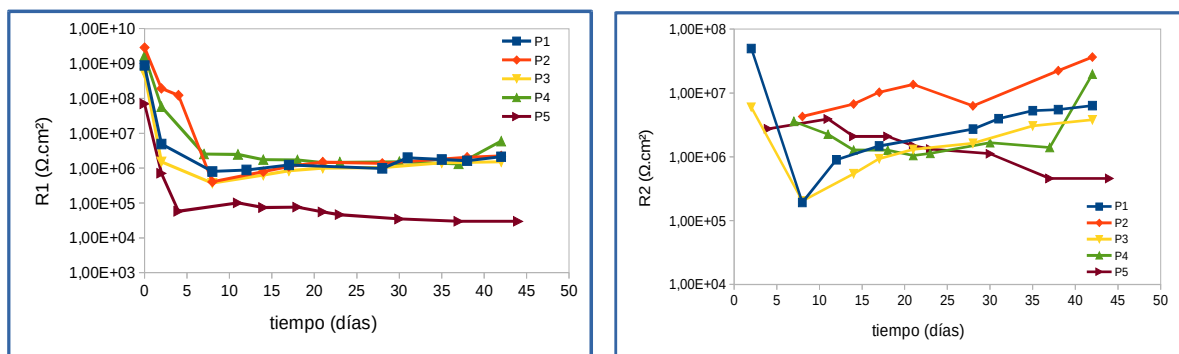 1,00E+10
1,00E+09
1,00E+08
1,00E+07
1,00E+06
1,00E+05
1,00E+04
1,00E+03
R1 (Ω.cm²)
0 5 10 15 20 25 30 35 40 45 50
tiempo (días)
P1
P2
P3
P4
P5
1,00E+08
1,00E+07
1,00E+06
1,00E+05
1,00E+04
R2 (Ω.cm²)
0 5 10 15 20 25 30 35 40 45 50
tiempo (días)
P1
P2
P3
P4
P5